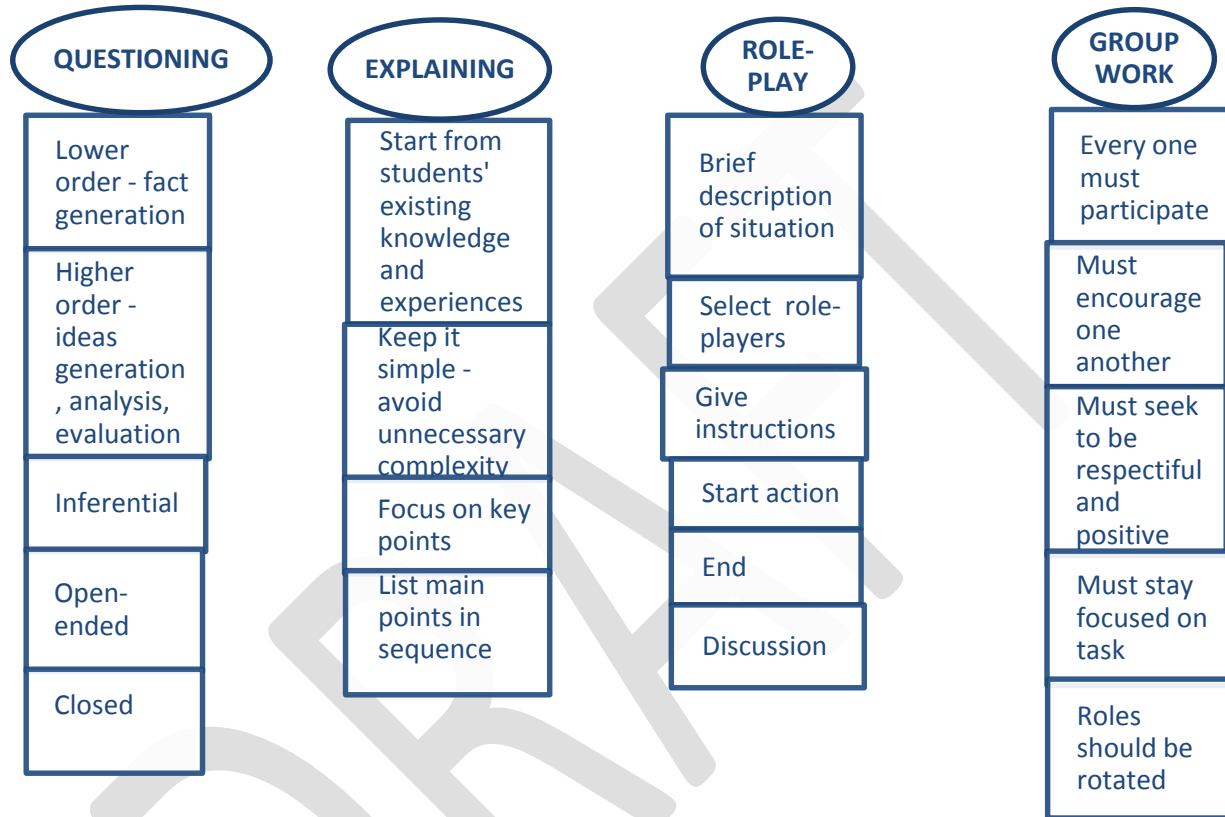 QUESTIONING
Lower
order - fact
generation
Higher
order -
ideas
generation
, analysis,
evaluation
Inferential
Open-
ended
Closed
EXPLAINING
Start from
students'
existing
knowledge
and
experiences
Keep it
simple -
avoid
unnecessary
complexity
Focus on key
points
List main
points in
sequence
ROLE-
PLAY
Brief
description
of situation
Select role-
players
Give
instructions
Start action
End
Discussion
GROUP
WORK
Every one
must
participate
Must
encourage
one
another
Must seek
to be
respectiful
and
positive
Must stay
focused on
task
Roles
should be
rotated
DRAFT